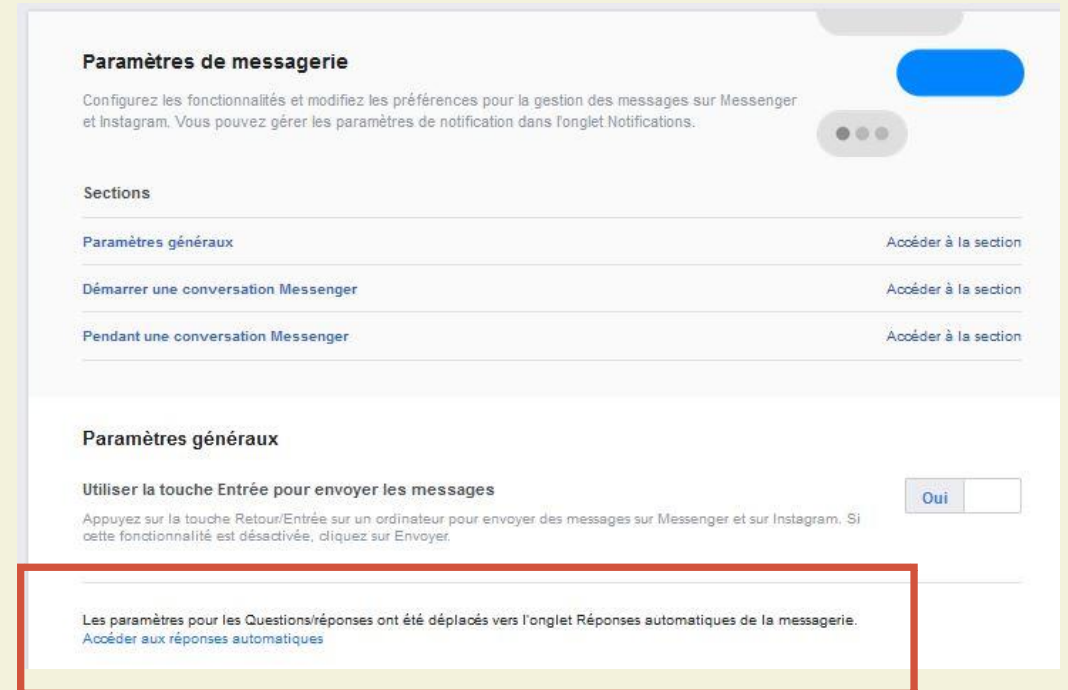 Paramètres de messagerie
Configurez les fonctionnalités et modifiez les préférences pour la gestion des messages sur Messenger
et Instagram. Vous pouvez gérer les paramètres de notification dans l'onglet Notifications.
Sections
Paramètres généraux Accéder à la section
Démarrer une conversation Messenger Accéder à la section
Pendant une conversation Messenger Accéder à la section
Paramètres généraux
Utiliser la touche Entrée pour envoyer les messages Oui
Appuyez sur la touche Retour/Entrée sur un ordinateur pour envoyer des messages sur Messenger et sur Instagram. Si
cette fonctionnalité est désactivée, cliquez sur Envoyer.
Les paramètres pour les Questions/réponses ont été déplacés vers l'onglet Réponses automatiques de la messagerie.
Accéder aux réponses automatiques